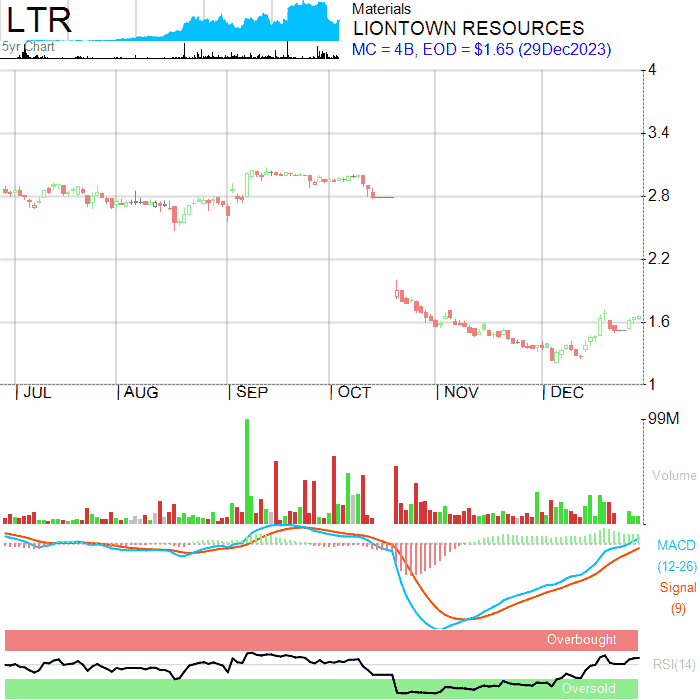 LTR
5yr Chart
Materials
LIONTOWN RESOURCES
MC = 4B, EOD = $1.65 (29Dec2023)
4
3.4
2.8
2.2
1.6
1
JUL AUG SEP OCT NOV DEC
99M
Volume
MACD
(12-26)
Signal
(9)
Overbought
RSI(14)
Oversold